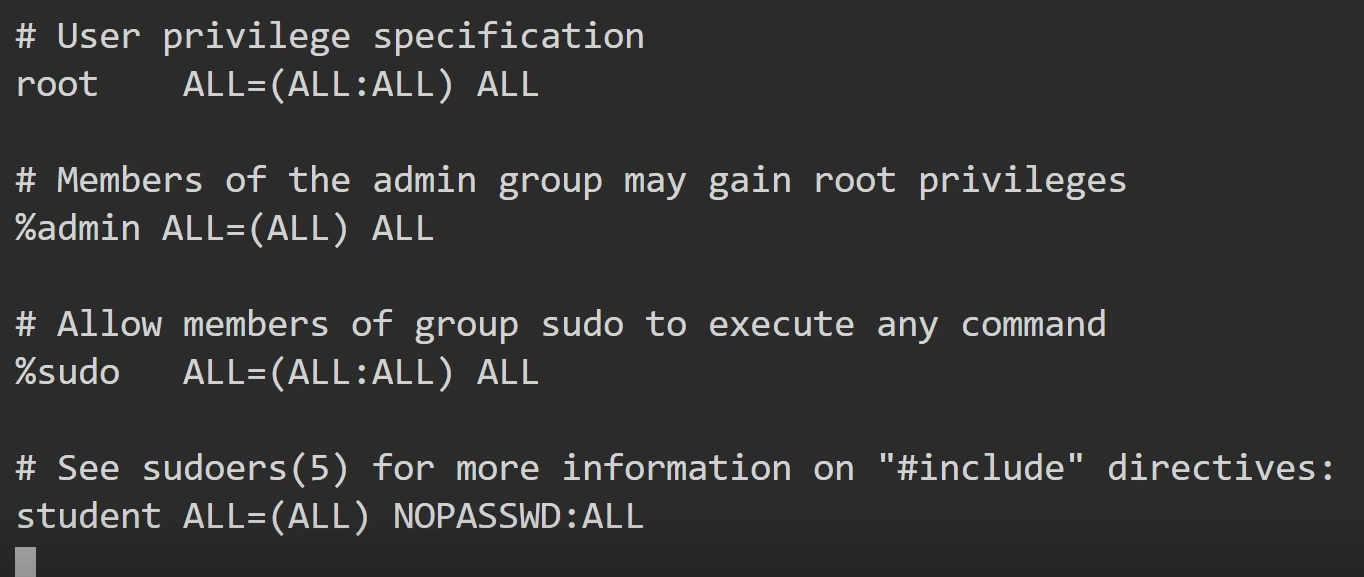 # User privilege specification
root    ALL=(ALL:ALL) ALL
# Members of the admin group may gain root privileges
%admin ALL=(ALL) ALL
# Allow members of group sudo to execute any command
%sudo   ALL=(ALL:ALL) ALL
# See sudoers(5) for more information on "#include" directives:
student ALL=(ALL) NOPASSWD:ALL